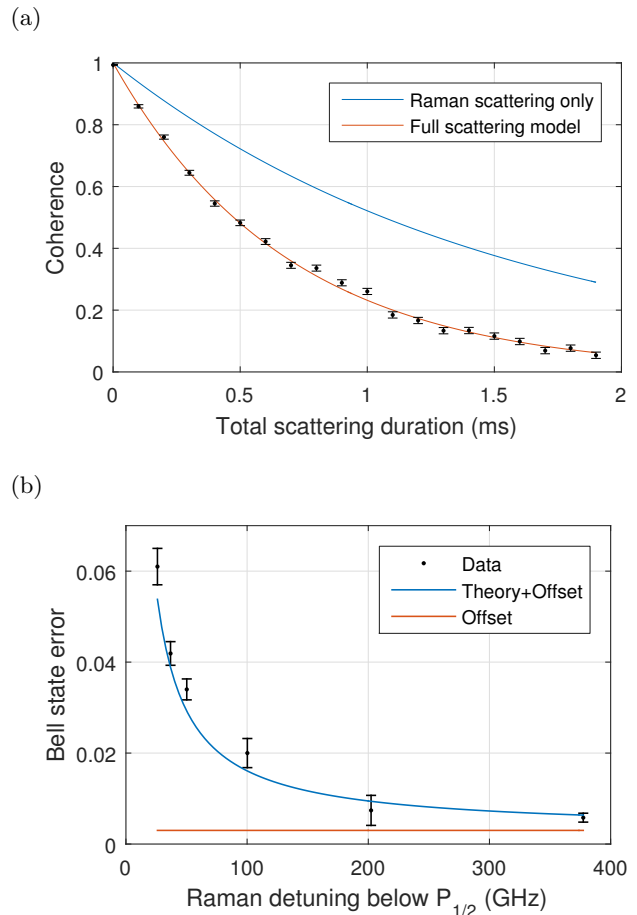 (a)
1
0.8
0.6
0.4
0.2
0
Coherence
Raman scattering only
Full scattering model
0
0.5
1
1.5
2
Total scattering duration (ms)
(b)
0.06
0.04
0.02
0
Bell state error
Data
Theory+Offset
Offset
0
100
200
300
400
Raman detuning below P1/2 (GHz)